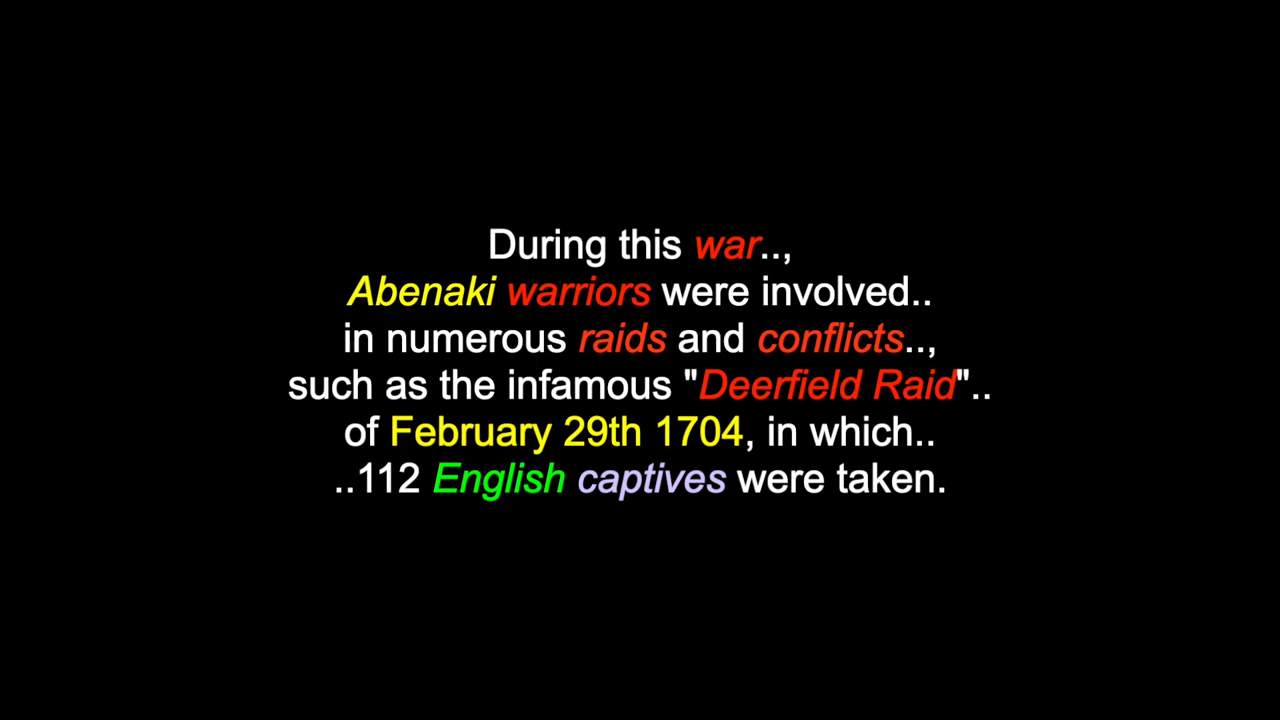 During this war..,
Abenaki warriors were involved..
in numerous raids and conflicts..,
such as the infamous "Deerfield Raid"..
of February 29th 1704, in which..
..112 English captives were taken.